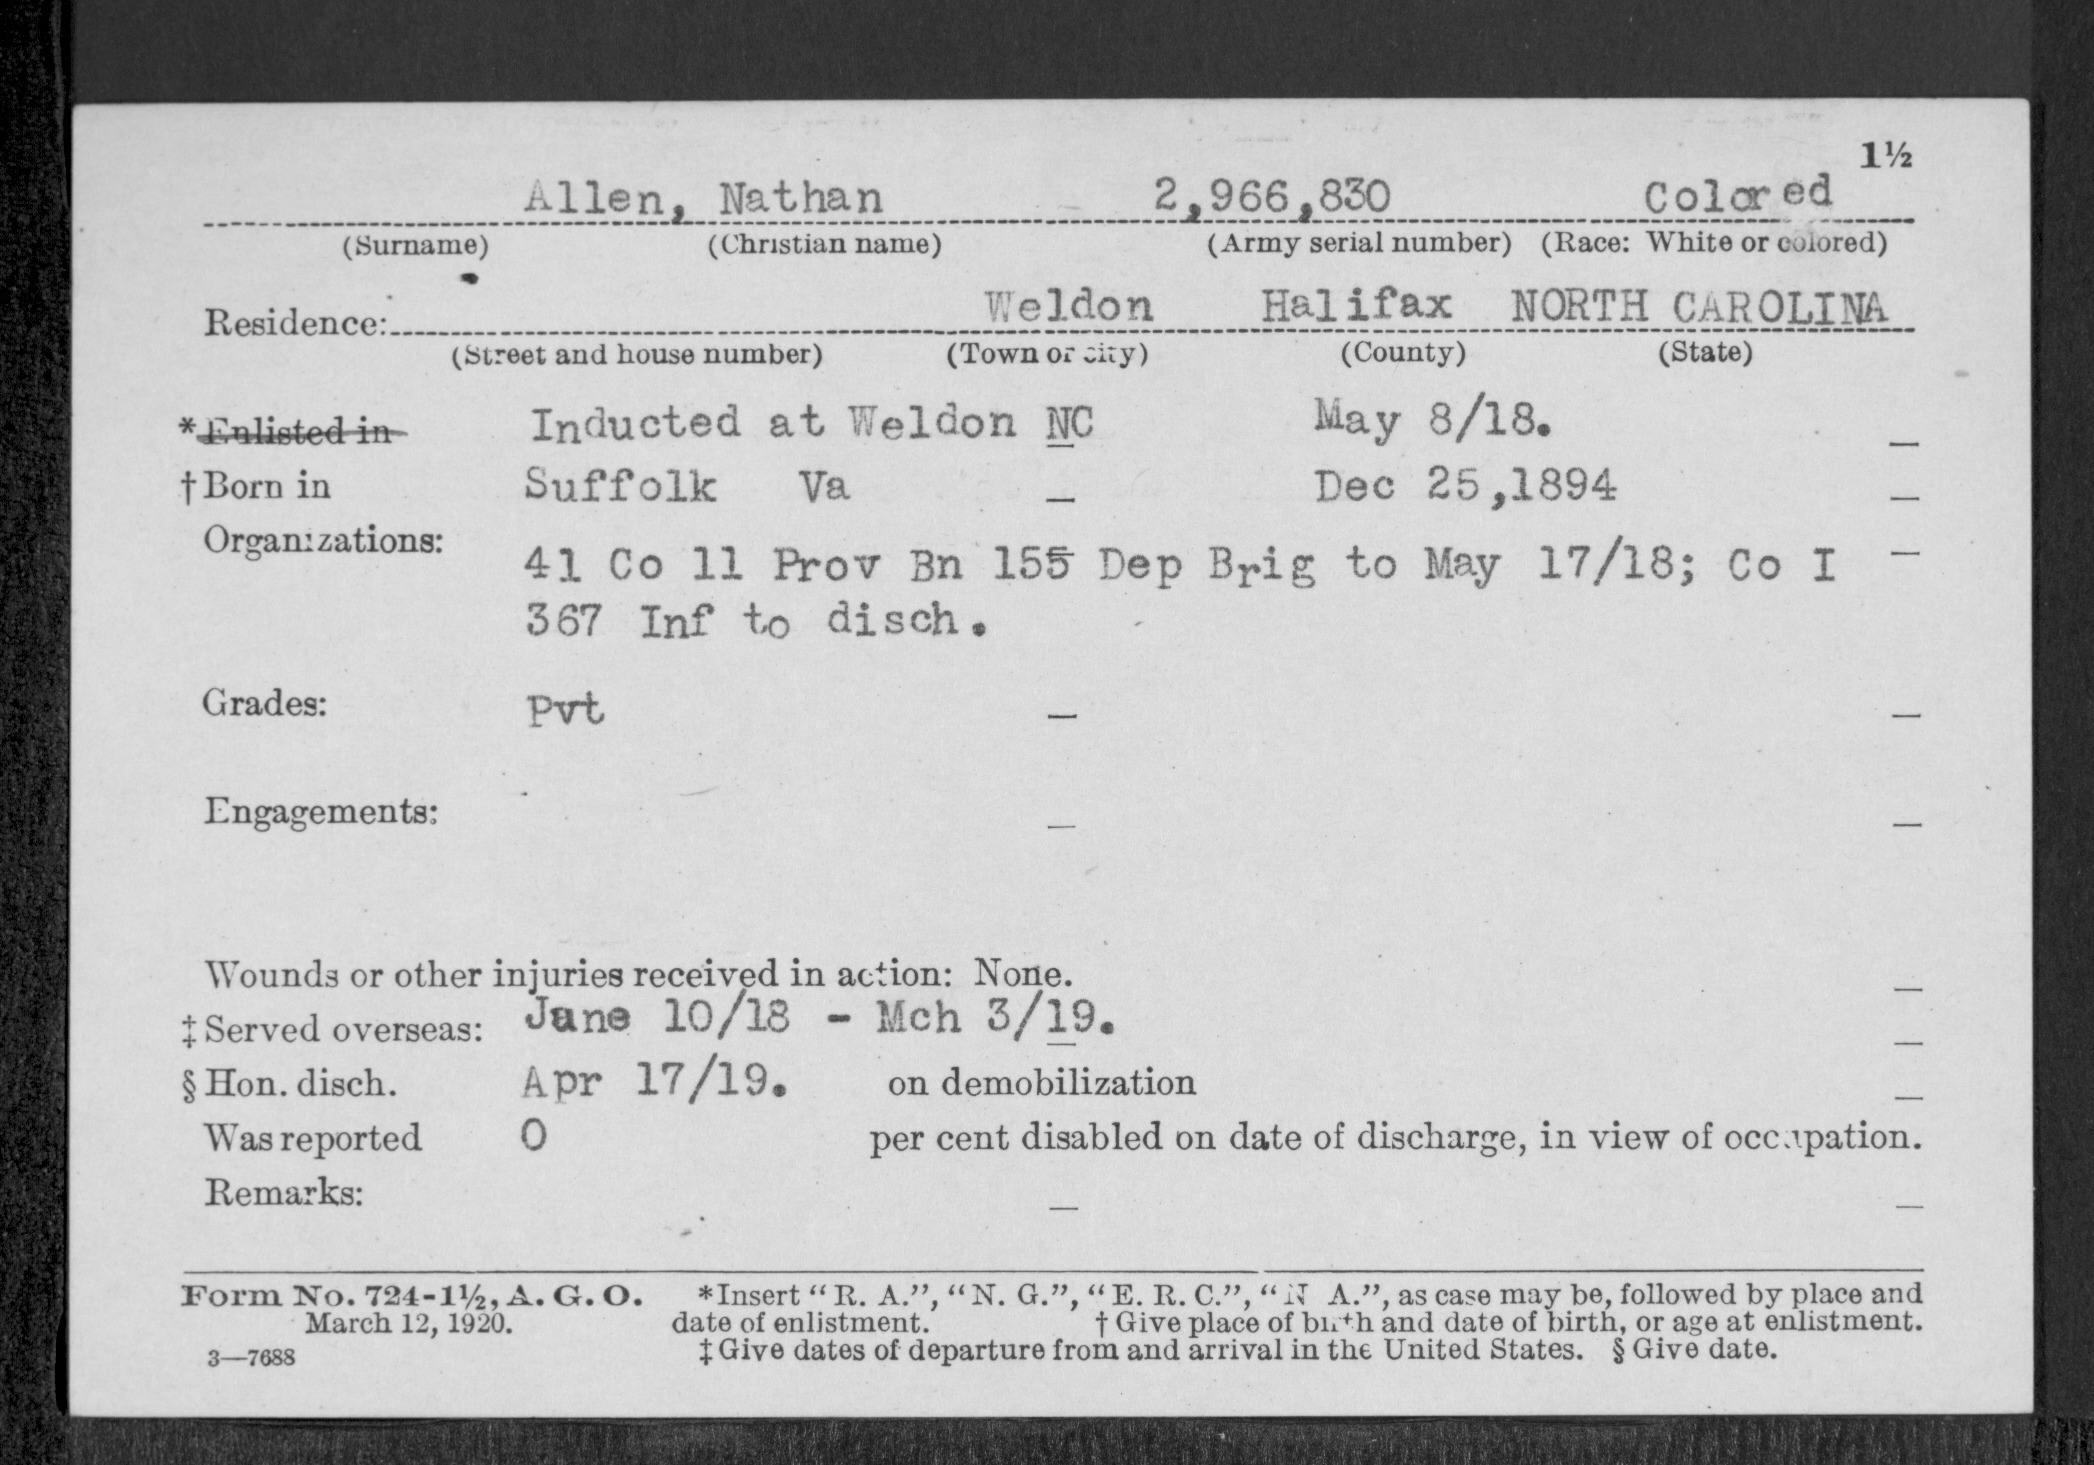 1½
Allen, Nathan 2,966,830 Colored
(Surname) (Christian name) (Army serial number) (Race: White or colored)
Residence: Weldon Halifax NORTH CAROLINA
(Street and house number) (Town or city) (County) (State)
* Enlisted in Inducted at Weldon NC May 8/18.
† Born in Suffolk Va Dec 25,1894
Organizations: 41 Co 11 Prov Bn 155 Dep Brig to May 17/18; Co I
367 Inf to disch.
Grades: Pvt
Engagements:
Wounds or other injuries received in action: None.
‡ Served overseas: June 10/18 - Mch 3/19.
§ Hon. disch. Apr 17/19. on demobilization
Was reported 0 per cent disabled on date of discharge, in view of occupation.
Remarks:
Form No. 724-1½, A. G. O. *Insert "R. A.", "N. G.", "E. R. C.", "N A.", as case may be, followed by place and
March 12, 1920. date of enlistment. † Give place of birth and date of birth, or age at enlistment.
3—7688 ‡ Give dates of departure from and arrival in the United States. § Give date.